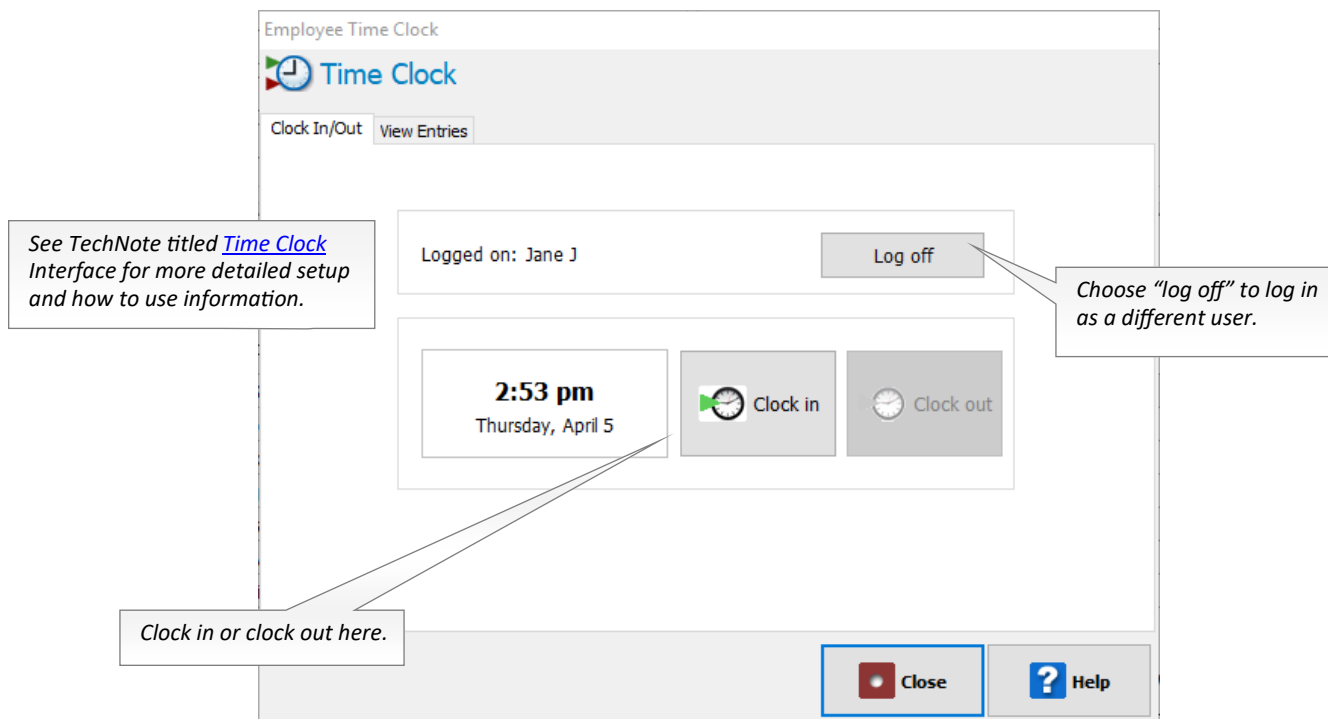 Employee Time Clock
Time Clock
Clock In/Out View Entries
See TechNote titled Time Clock
Interface for more detailed setup
and how to use information.
Logged on: Jane J
Log off
Choose “log off” to log in
as a different user.
2:53 pm
Thursday, April 5
Clock in
Clock out
Clock in or clock out here.
Close
Help